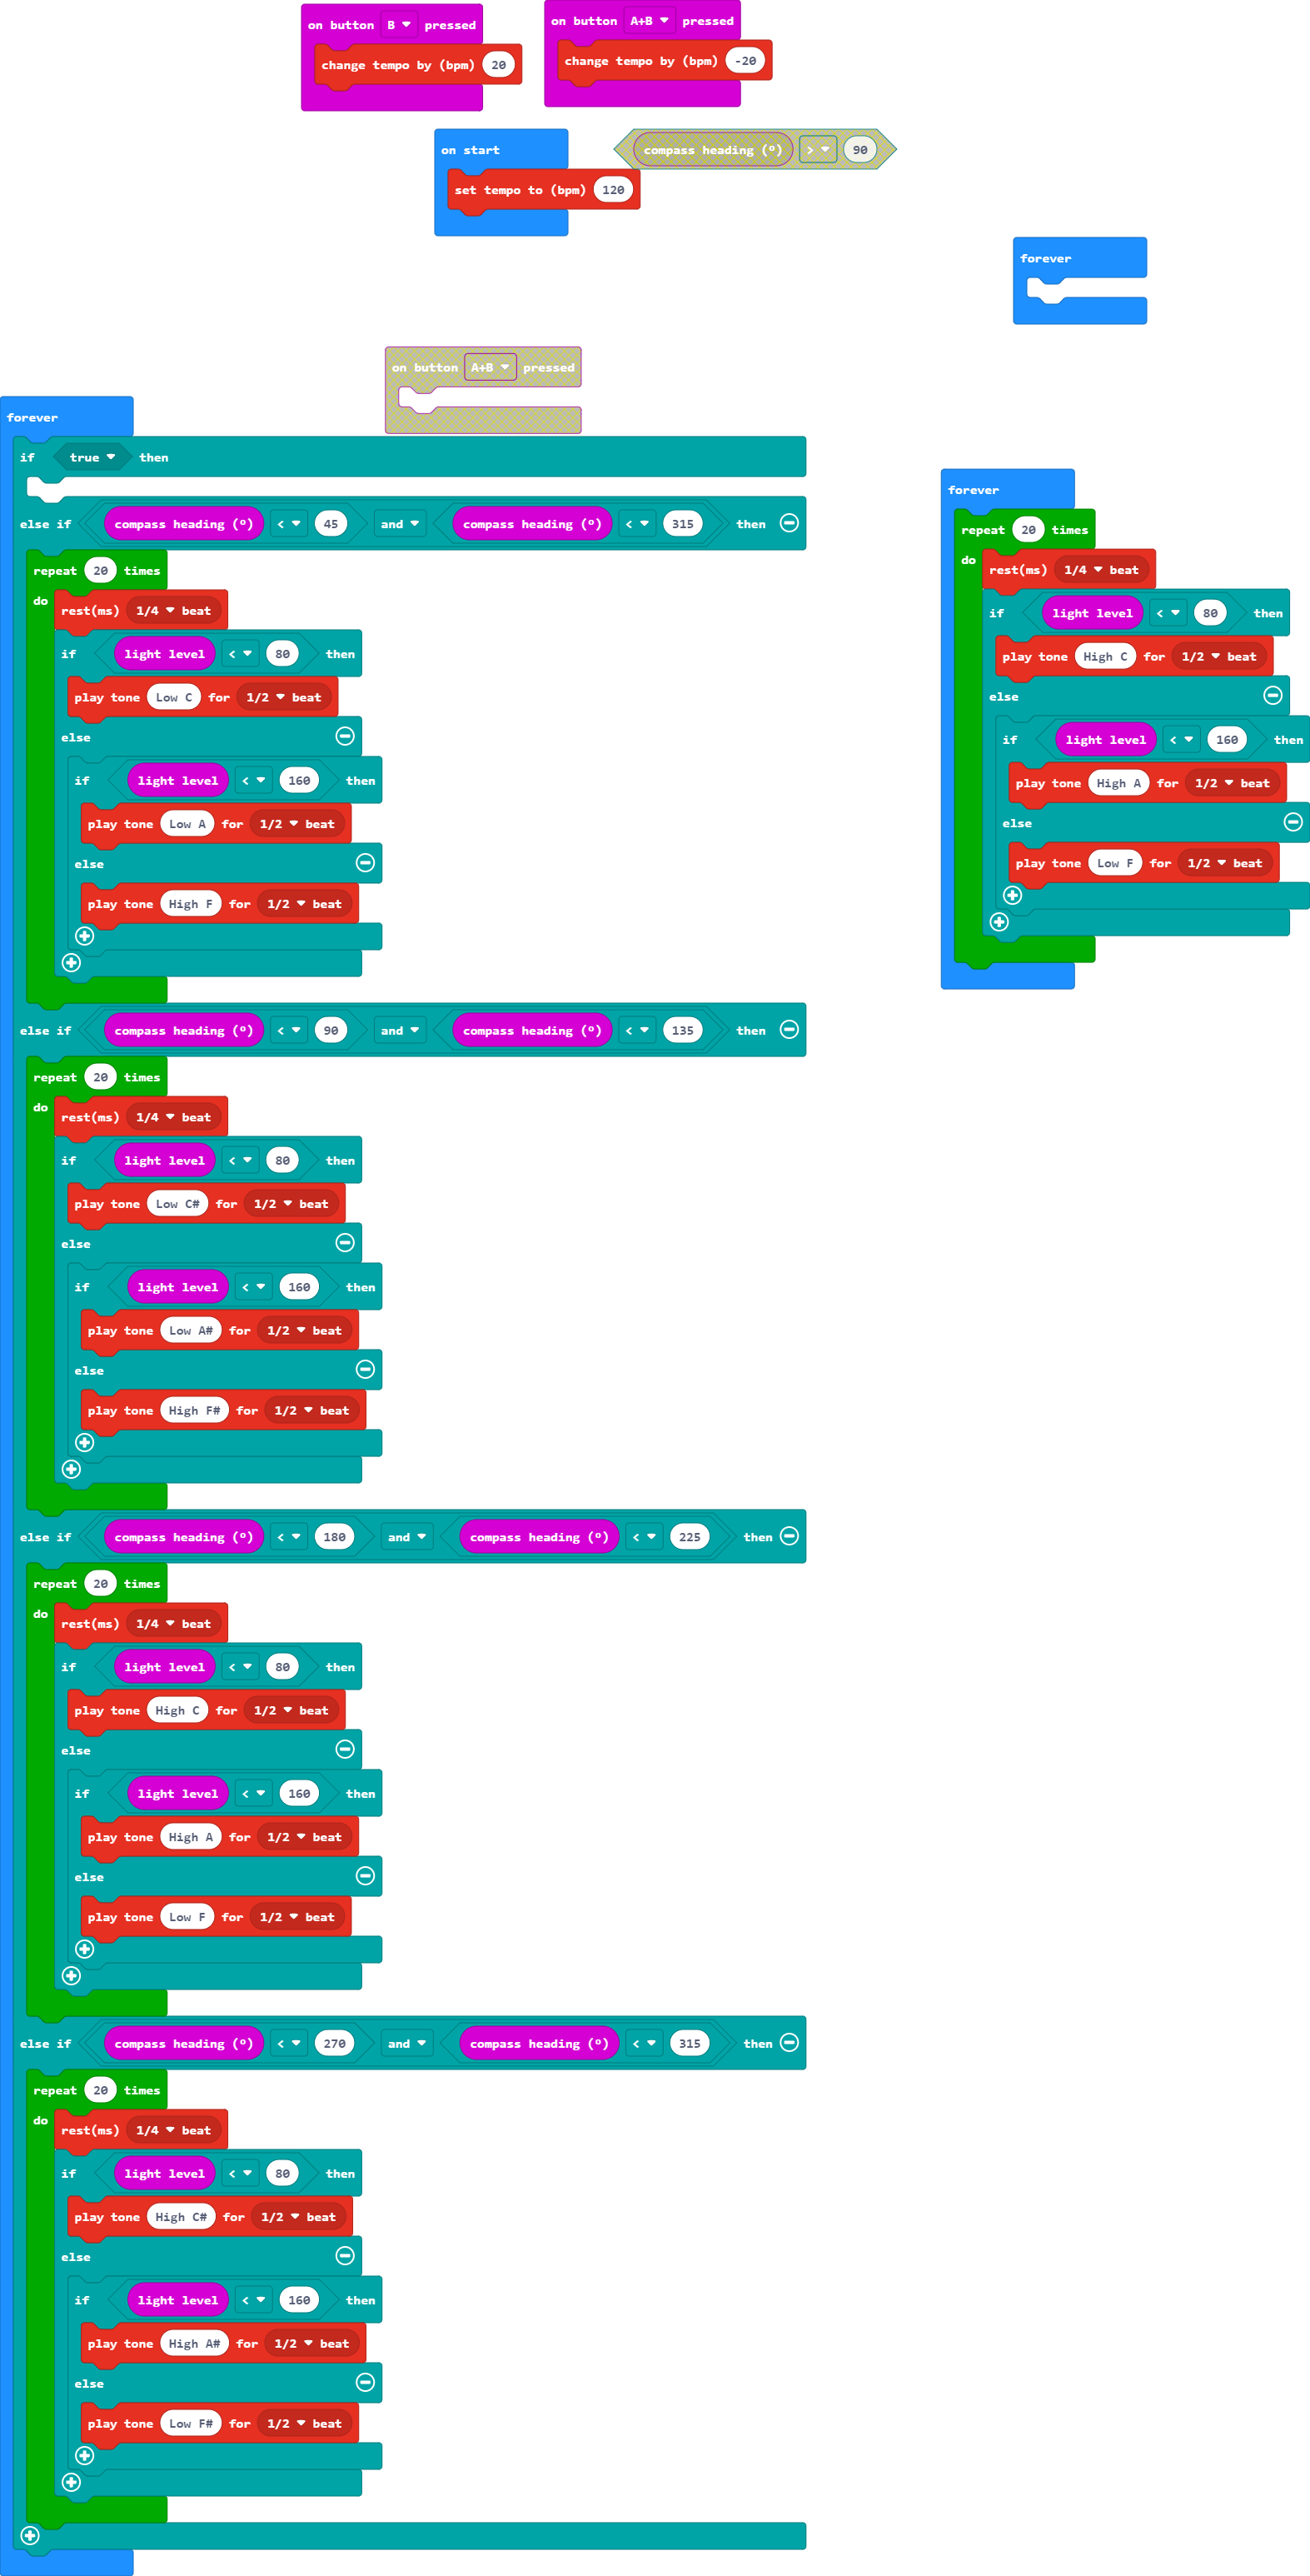 on button B pressed
change tempo by (bpm) 20
on button A+B pressed
change tempo by (bpm) -20
on start
set tempo to (bpm) 120
compass heading (º) > 90
forever
on button A+B pressed
forever
if true then
else if compass heading (º) < 45 and compass heading (º) < 315 then
repeat 20 times
do rest(ms) 1/4 beat
if light level < 80 then
play tone Low C for 1/2 beat
else
if light level < 160 then
play tone Low A for 1/2 beat
else
play tone High F for 1/2 beat
else if compass heading (º) < 90 and compass heading (º) < 135 then
repeat 20 times
do rest(ms) 1/4 beat
if light level < 80 then
play tone Low C# for 1/2 beat
else
if light level < 160 then
play tone Low A# for 1/2 beat
else
play tone High F# for 1/2 beat
else if compass heading (º) < 180 and compass heading (º) < 225 then
repeat 20 times
do rest(ms) 1/4 beat
if light level < 80 then
play tone High C for 1/2 beat
else
if light level < 160 then
play tone High A for 1/2 beat
else
play tone Low F for 1/2 beat
else if compass heading (º) < 270 and compass heading (º) < 315 then
repeat 20 times
do rest(ms) 1/4 beat
if light level < 80 then
play tone High C# for 1/2 beat
else
if light level < 160 then
play tone High A# for 1/2 beat
else
play tone Low F# for 1/2 beat
forever
repeat 20 times
do rest(ms) 1/4 beat
if light level < 80 then
play tone High C for 1/2 beat
else
if light level < 160 then
play tone High A for 1/2 beat
else
play tone Low F for 1/2 beat